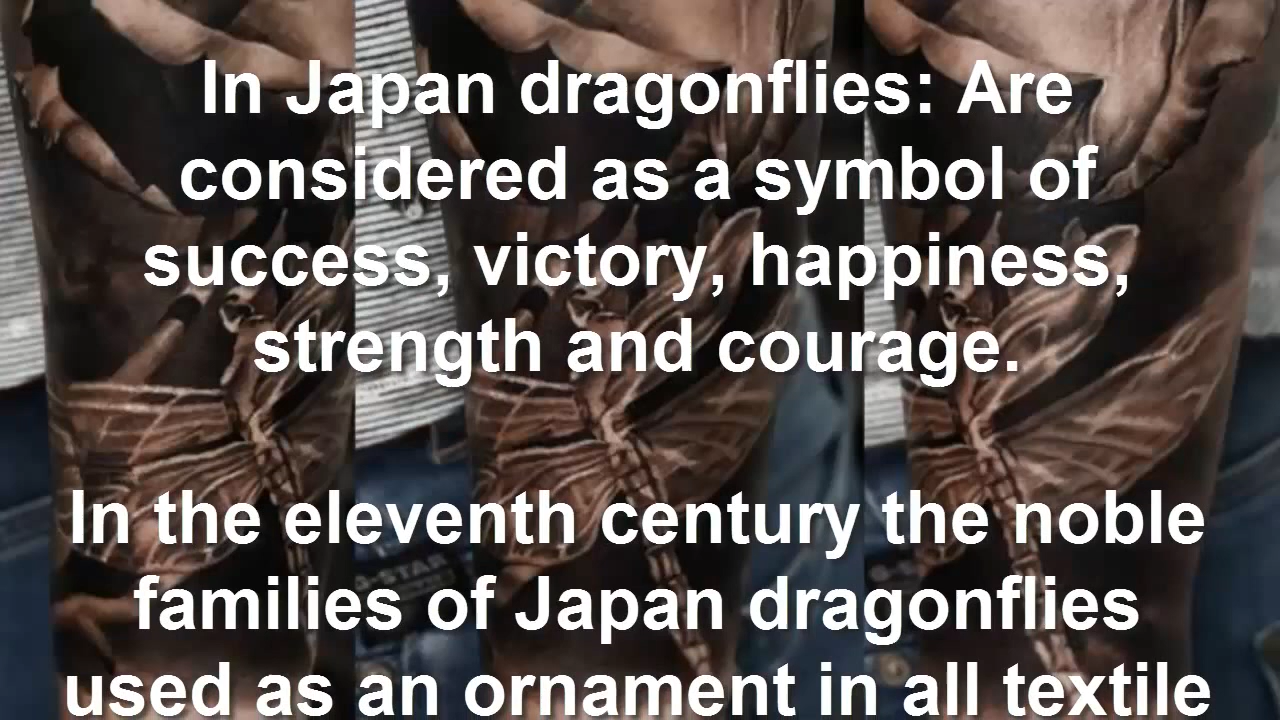 In Japan dragonflies: Are
considered as a symbol of
success, victory, happiness,
strength and courage.
In the eleventh century the noble
families of Japan dragonflies
used as an ornament in all textile
G-STAR